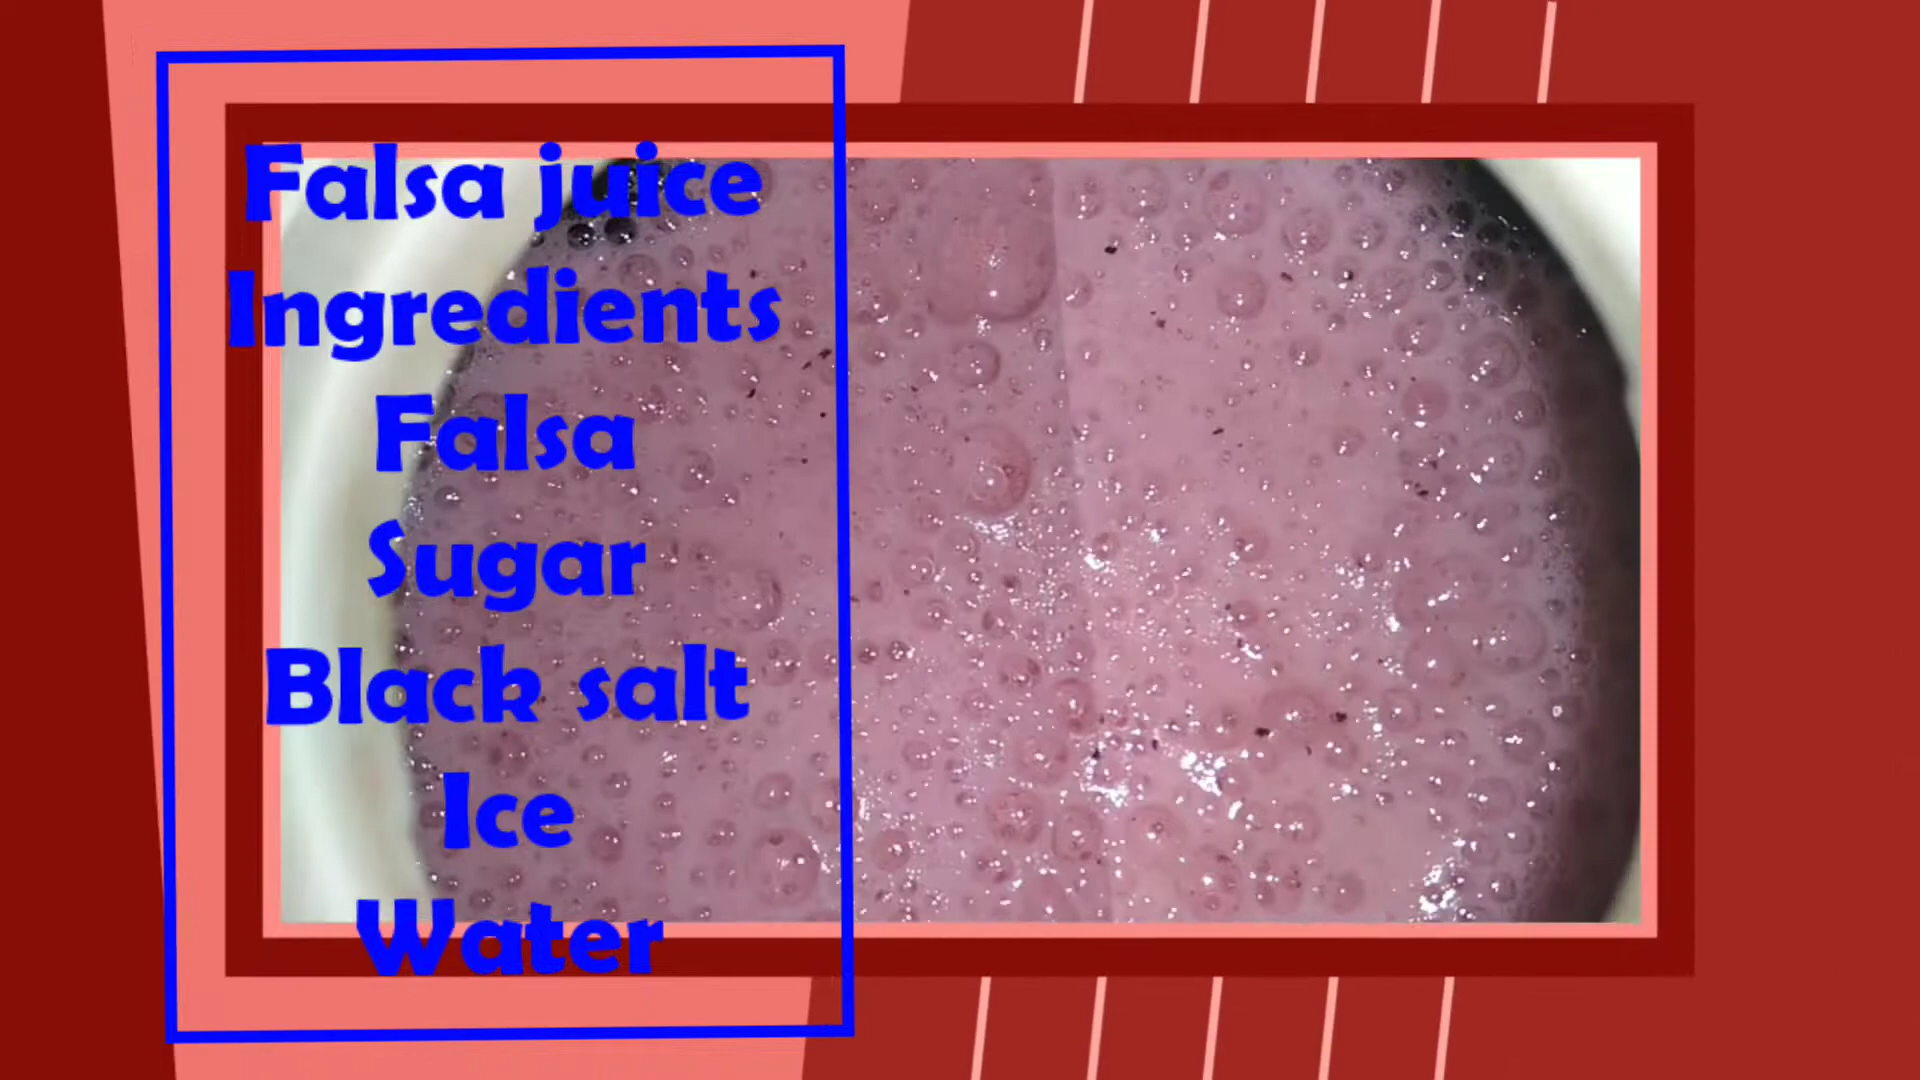 Falsa juice
Ingredients
Falsa
Sugar
Black salt
Ice
Water